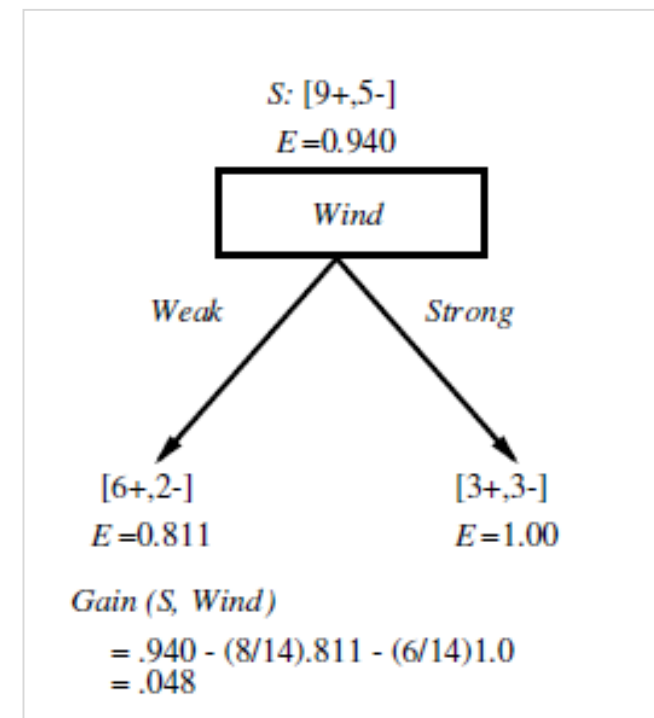 S: [9+,5-]
E=0.940
Wind
Weak Strong
[6+,2-] [3+,3-]
E=0.811 E=1.00
Gain (S, Wind)
= .940 - (8/14).811 - (6/14)1.0
= .048